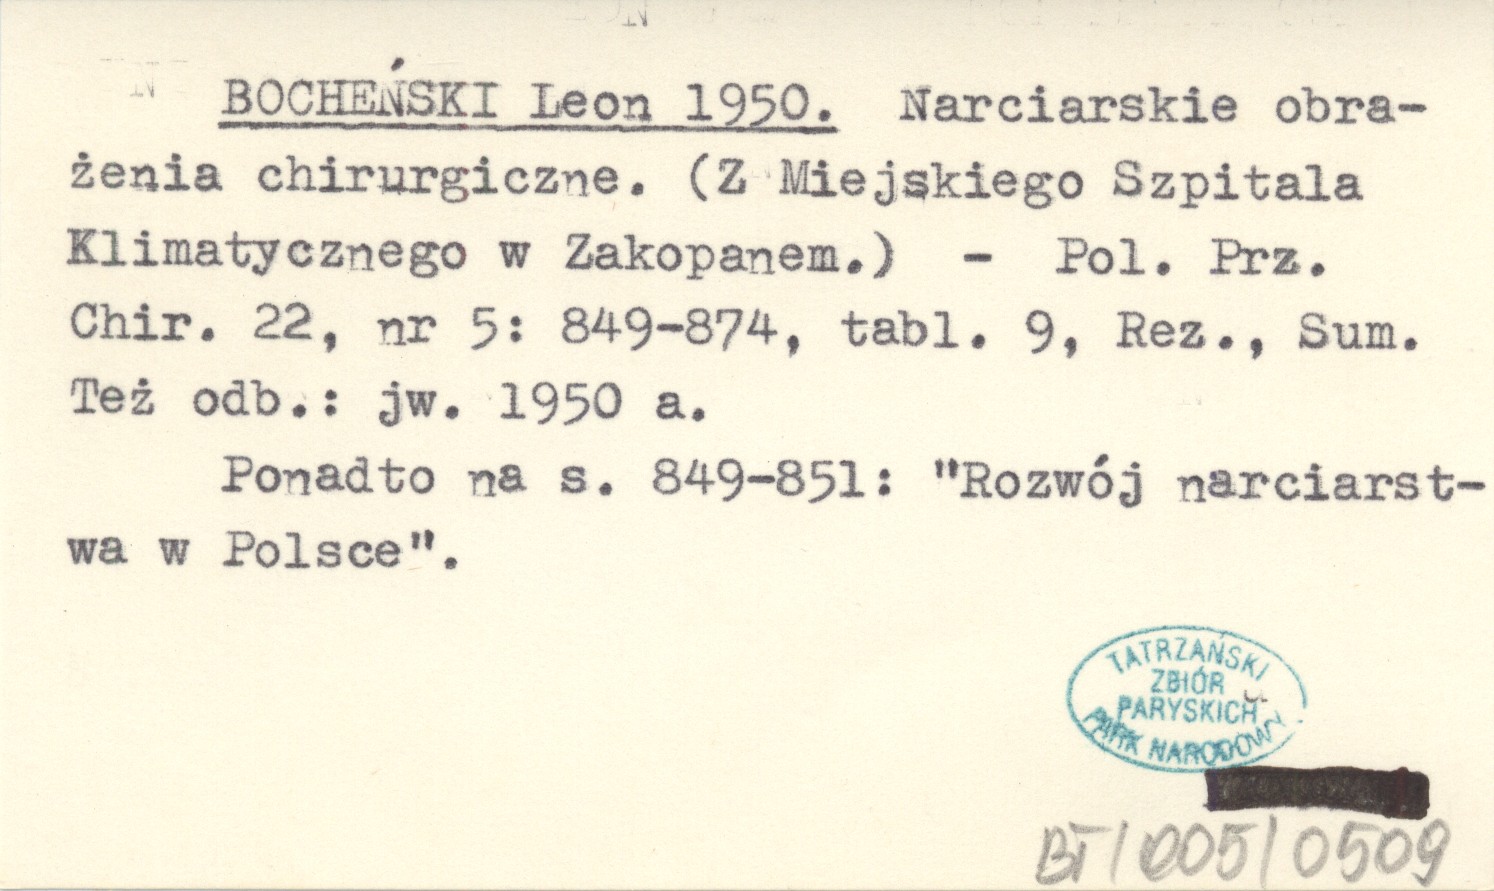 BOCHEŃSKI Leon 1950. Narciarskie obra-
żenia chirurgiczne. (Z Miejskiego Szpitala
Klimatycznego w Zakopanem.) - Pol. Prz.
Chir. 22, nr 5: 849-874, tabl. 9, Rez., Sum.
Też odb.: jw. 1950 a.
Ponadto na s. 849-851: "Rozwój narciarst-
wa w Polsce".
TATRZAŃSKI
ZBIÓR
PARYSKICH
PARK NARODOWY
BT/005/0509